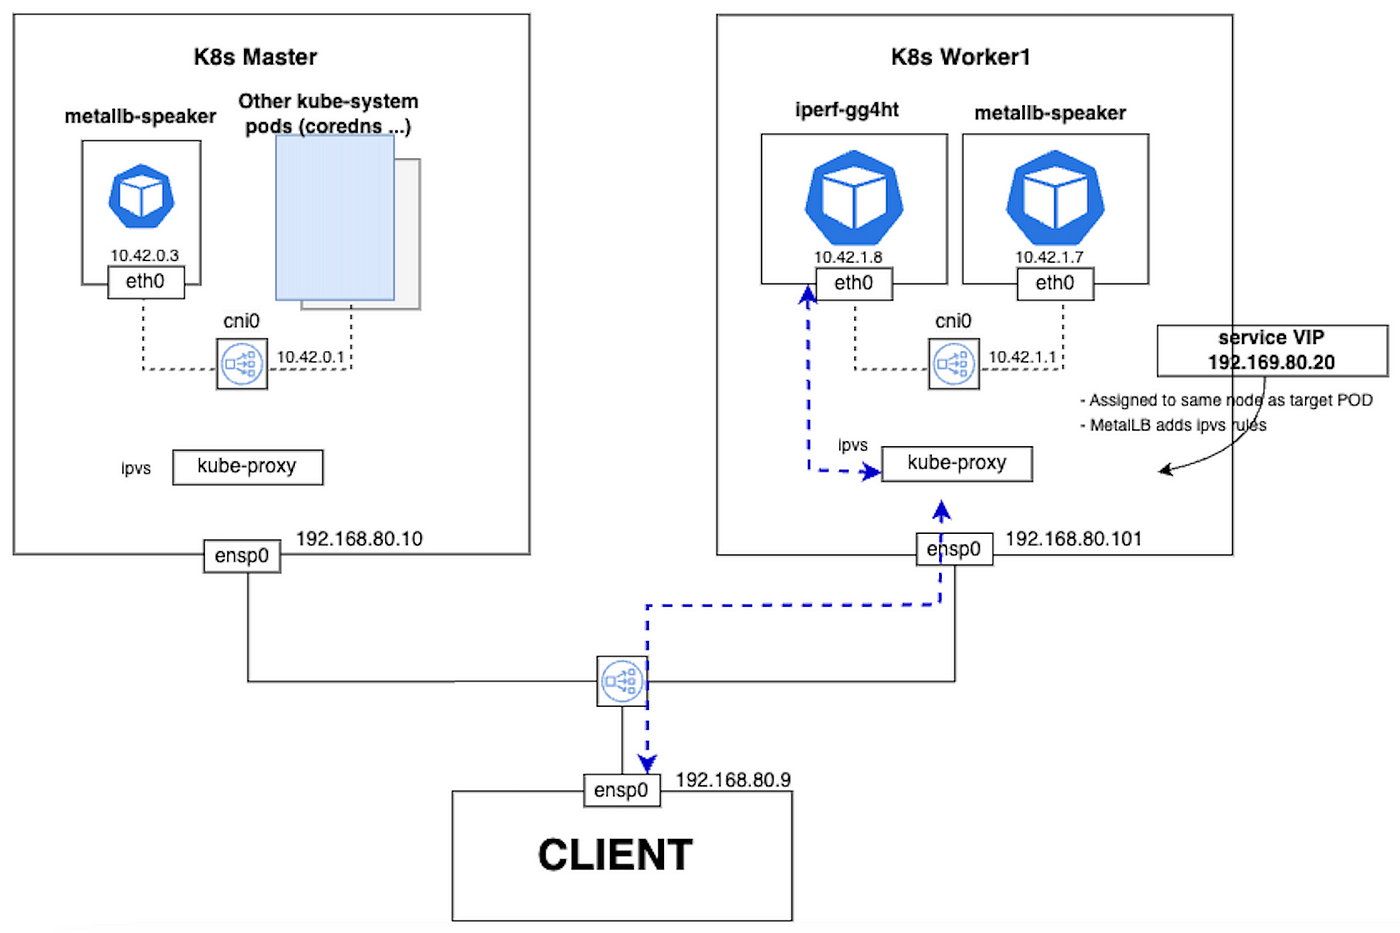 K8s Master
metallb-speaker
Other kube-system
pods (coredns ...)
10.42.0.3
eth0
cni0
10.42.0.1
ipvs
kube-proxy
ensp0
192.168.80.10
K8s Worker1
iperf-gg4ht
metallb-speaker
10.42.1.8
eth0
10.42.1.7
eth0
cni0
10.42.1.1
service VIP
192.169.80.20
- Assigned to same node as target POD
- MetalLB adds ipvs rules
ipvs
kube-proxy
ensp0
192.168.80.101
ensp0
192.168.80.9
CLIENT